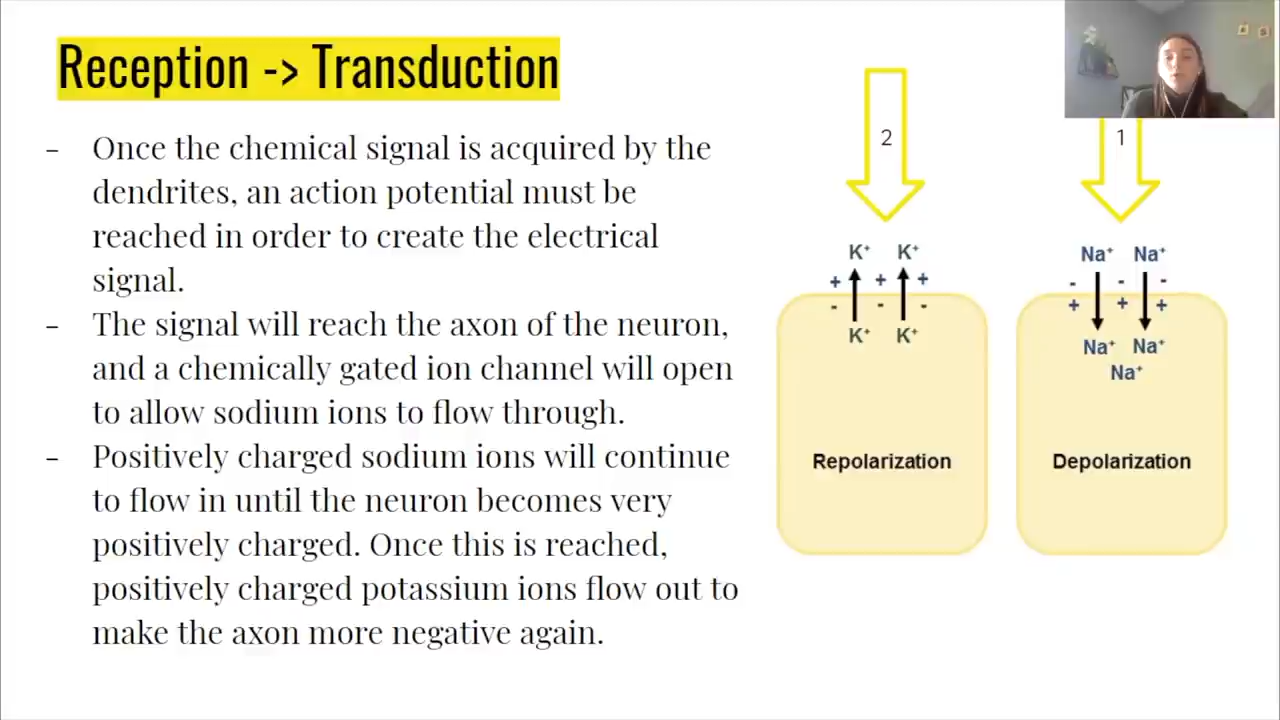 Reception -> Transduction
- Once the chemical signal is acquired by the
dendrites, an action potential must be
reached in order to create the electrical
signal.
- The signal will reach the axon of the neuron,
and a chemically gated ion channel will open
to allow sodium ions to flow through.
- Positively charged sodium ions will continue
to flow in until the neuron becomes very
positively charged. Once this is reached,
positively charged potassium ions flow out to
make the axon more negative again.
2
K⁺ K⁺
+ + +
- - -
K⁺ K⁺
Repolarization
1
Na⁺ Na⁺
- - -
+ + +
Na⁺ Na⁺
Na⁺
Depolarization